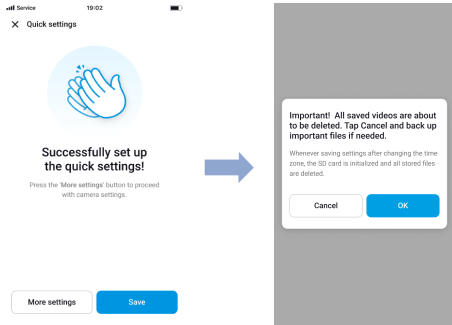 Service 19:02
Quick settings
Successfully set up
the quick settings!
Press the 'More settings' button to proceed
with camera settings.
More settings Save
Important! All saved videos are about
to be deleted. Tap Cancel and back up
important files if needed.
Whenever saving settings after changing the time
zone, the SD card is initialized and all stored files
are deleted.
Cancel OK